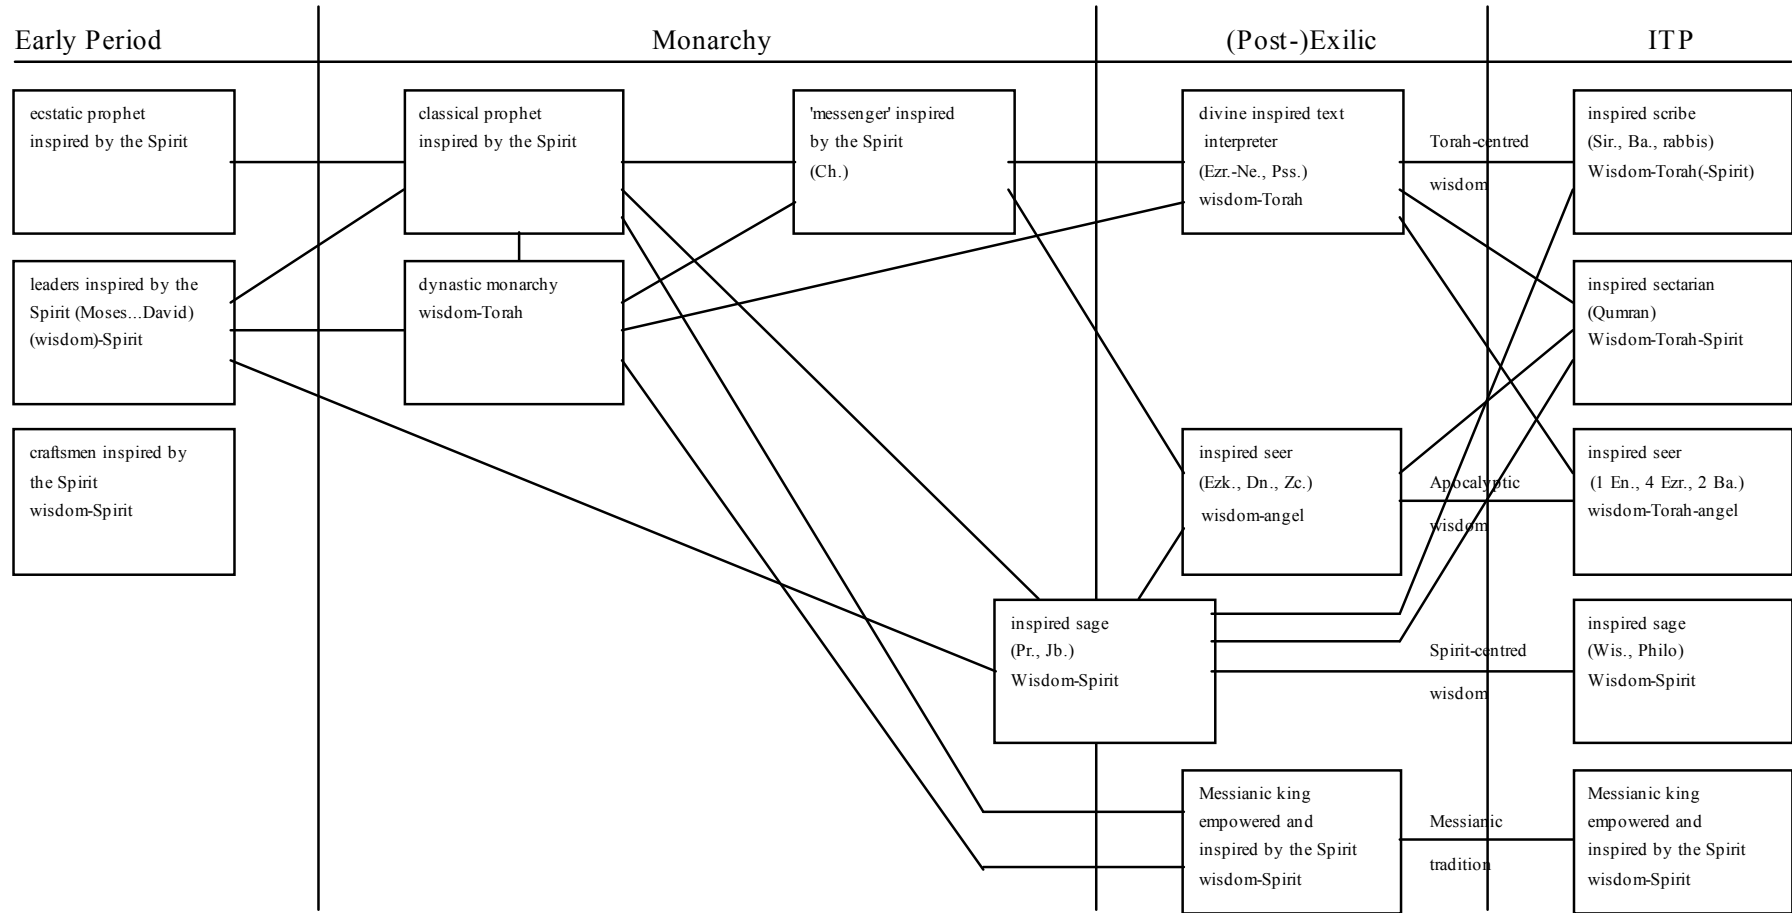 Early Period
Monarchy
(Post-)Exilic
ITP
ecstatic prophet
inspired by the Spirit
leaders inspired by the
Spirit (Moses...David)
(wisdom)-Spirit
craftsmen inspired by
the Spirit
wisdom-Spirit
classical prophet
inspired by the Spirit
dynastic monarchy
wisdom-Torah
'messenger' inspired
by the Spirit
(Ch.)
inspired sage
(Pr., Jb.)
Wisdom-Spirit
divine inspired text
interpreter
(Ezr.-Ne., Pss.)
wisdom-Torah
inspired seer
(Ezk., Dn., Zc.)
wisdom-angel
Messianic king
empowered and
inspired by the Spirit
wisdom-Spirit
Torah-centred
wisdom
Apocalyptic
wisdom
Spirit-centred
wisdom
Messianic
tradition
inspired scribe
(Sir., Ba., rabbis)
Wisdom-Torah(-Spirit)
inspired sectarian
(Qumran)
Wisdom-Torah-Spirit
inspired seer
(1 En., 4 Ezr., 2 Ba.)
wisdom-Torah-angel
inspired sage
(Wis., Philo)
Wisdom-Spirit
Messianic king
empowered and
inspired by the Spirit
wisdom-Spirit